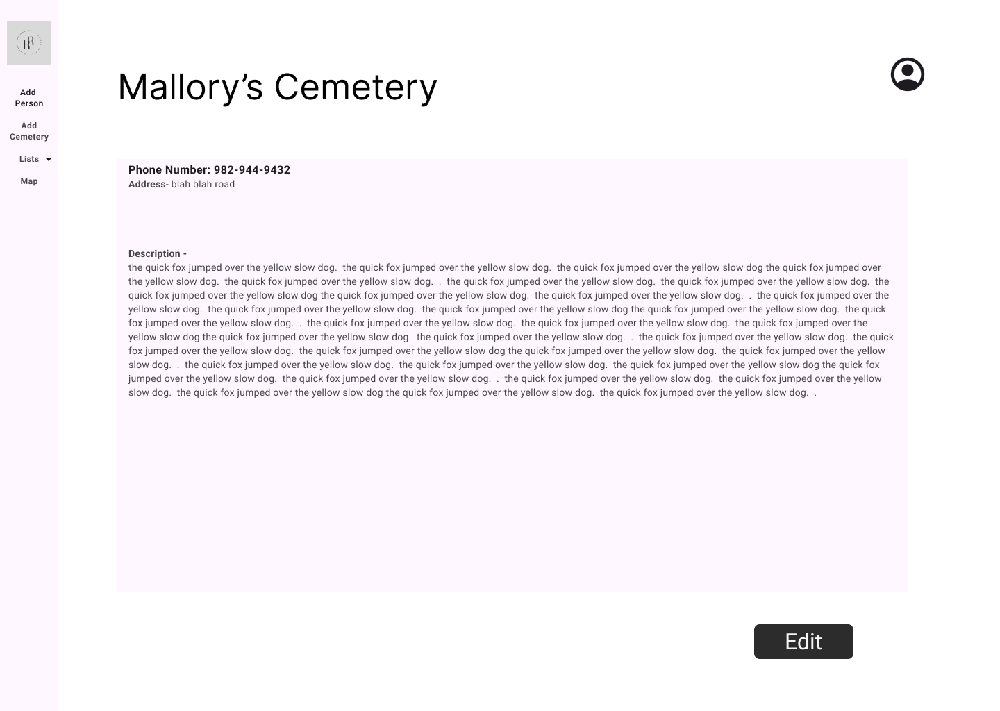 Add
Person
Add
Cemetery
Lists
Map
Mallory’s Cemetery
Phone Number: 982-944-9432
Address- blah blah road
Description -
the quick fox jumped over the yellow slow dog.  the quick fox jumped over the yellow slow dog.  the quick fox jumped over the yellow slow dog the quick fox jumped over
the yellow slow dog.  the quick fox jumped over the yellow slow dog.  .  the quick fox jumped over the yellow slow dog.  the quick fox jumped over the yellow slow dog.  the
quick fox jumped over the yellow slow dog the quick fox jumped over the yellow slow dog.  the quick fox jumped over the yellow slow dog.  .  the quick fox jumped over the
yellow slow dog.  the quick fox jumped over the yellow slow dog.  the quick fox jumped over the yellow slow dog the quick fox jumped over the yellow slow dog.  the quick
fox jumped over the yellow slow dog.  .  the quick fox jumped over the yellow slow dog.  the quick fox jumped over the yellow slow dog.  the quick fox jumped over the
yellow slow dog the quick fox jumped over the yellow slow dog.  the quick fox jumped over the yellow slow dog.  .  the quick fox jumped over the yellow slow dog.  the quick
fox jumped over the yellow slow dog.  the quick fox jumped over the yellow slow dog the quick fox jumped over the yellow slow dog.  the quick fox jumped over the yellow
slow dog.  .  the quick fox jumped over the yellow slow dog.  the quick fox jumped over the yellow slow dog.  the quick fox jumped over the yellow slow dog the quick fox
jumped over the yellow slow dog.  the quick fox jumped over the yellow slow dog.  .  the quick fox jumped over the yellow slow dog.  the quick fox jumped over the yellow
slow dog.  the quick fox jumped over the yellow slow dog the quick fox jumped over the yellow slow dog.  the quick fox jumped over the yellow slow dog.  .
Edit